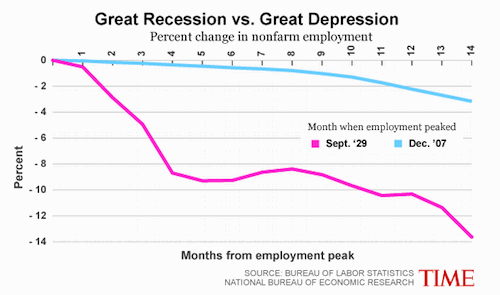 Great Recession vs. Great Depression
Percent change in nonfarm employment
1 2 3 4 5 6 7 8 9 10 11 12 13 14
0
- 2
- 4
- 6
- 8
- 10
- 12
- 14
Percent
Month when employment peaked
Sept. '29 Dec. '07
Months from employment peak
SOURCE: BUREAU OF LABOR STATISTICS
NATIONAL BUREAU OF ECONOMIC RESEARCH
TIME